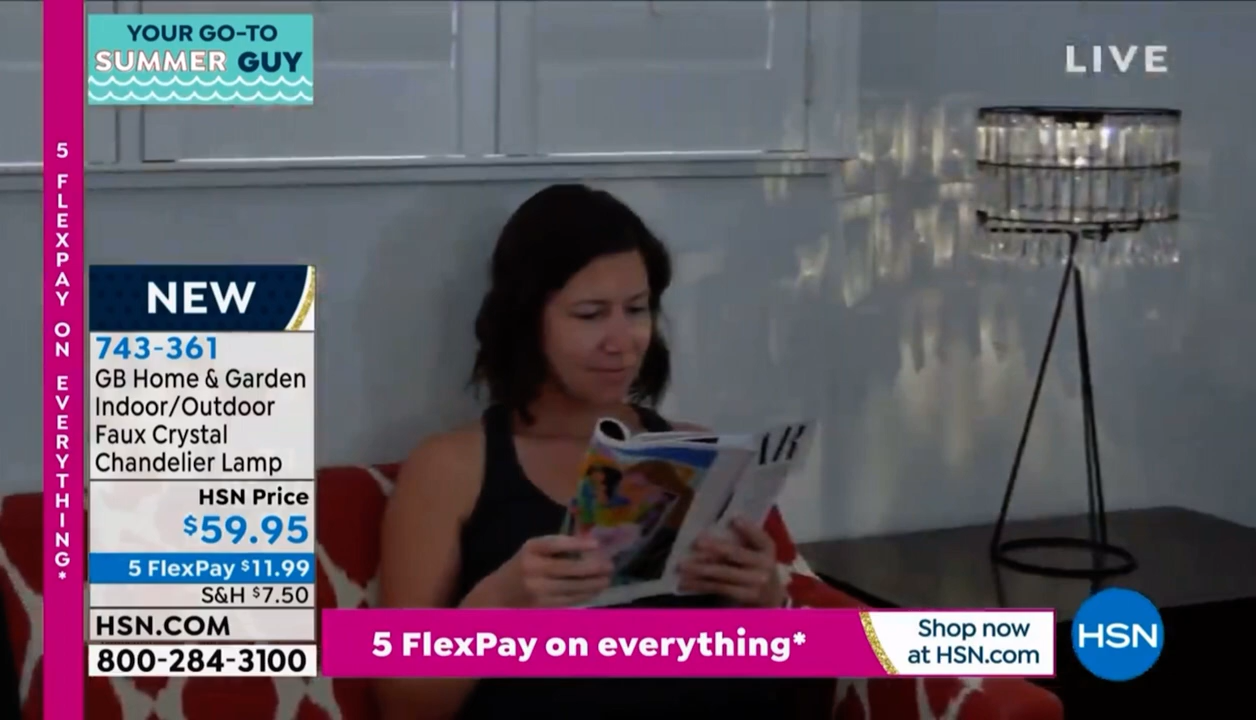 YOUR GO-TO
SUMMER GUY
LIVE
5 FLEXPAY ON EVERYTHING*
NEW
743-361
GB Home & Garden
Indoor/Outdoor
Faux Crystal
Chandelier Lamp
HSN Price
$59.95
5 FlexPay $11.99
S&H $7.50
HSN.COM
800-284-3100
5 FlexPay on everything*
Shop now
at HSN.com
HSN